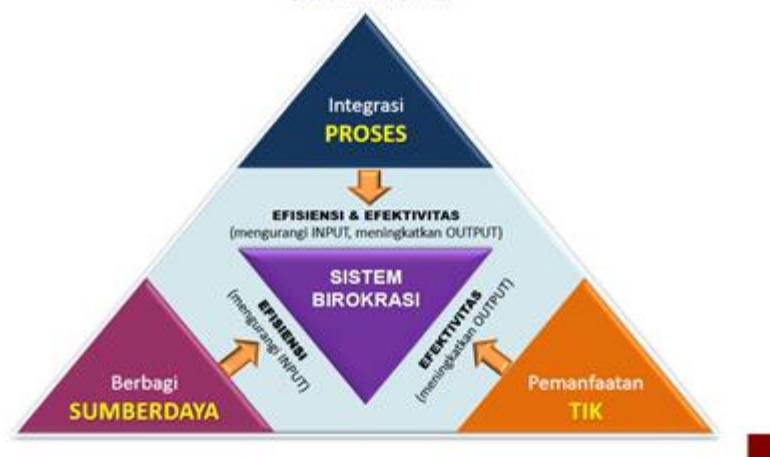 Integrasi
PROSES
EFISIENSI & EFEKTIVITAS
(mengurangi INPUT, meningkatkan OUTPUT)
SISTEM
BIROKRASI
EFISIENSI
(mengurangi INPUT)
EFEKTIVITAS
(meningkatkan OUTPUT)
Berbagi
SUMBERDAYA
Pemanfaatan
TIK